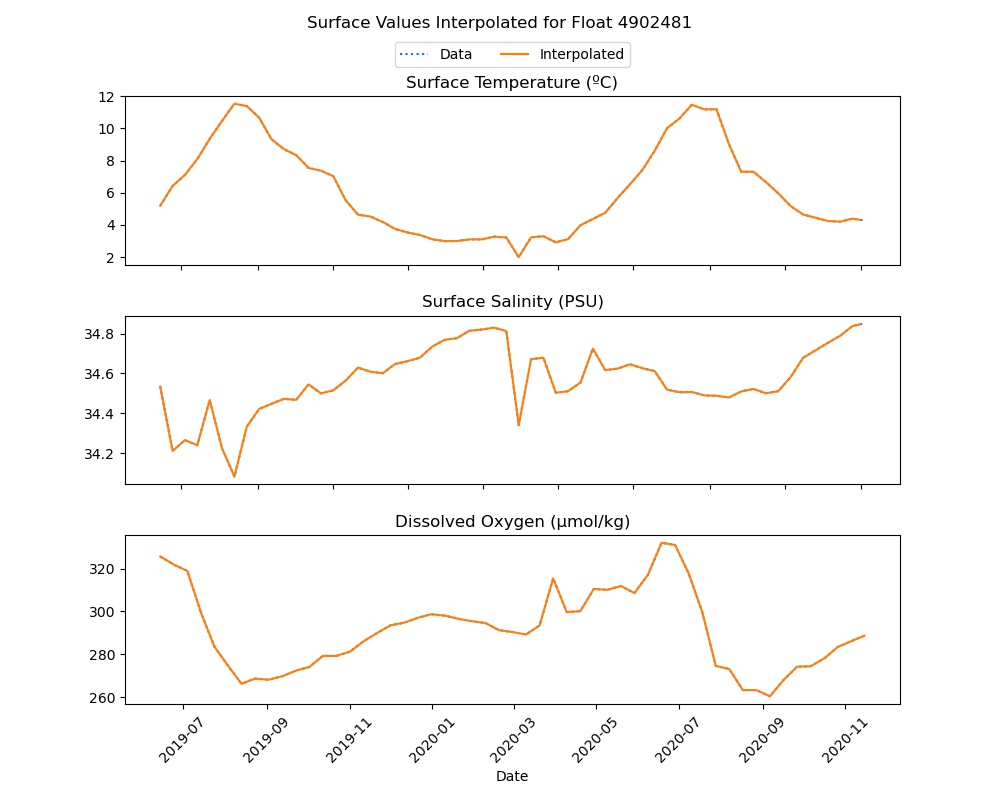 Surface Values Interpolated for Float 4902481
Data Interpolated
Surface Temperature (ºC)
12
10
8
6
4
2
Surface Salinity (PSU)
34.8
34.6
34.4
34.2
Dissolved Oxygen (µmol/kg)
320
300
280
260
2019-07 2019-09 2019-11 2020-01 2020-03 2020-05 2020-07 2020-09 2020-11
Date